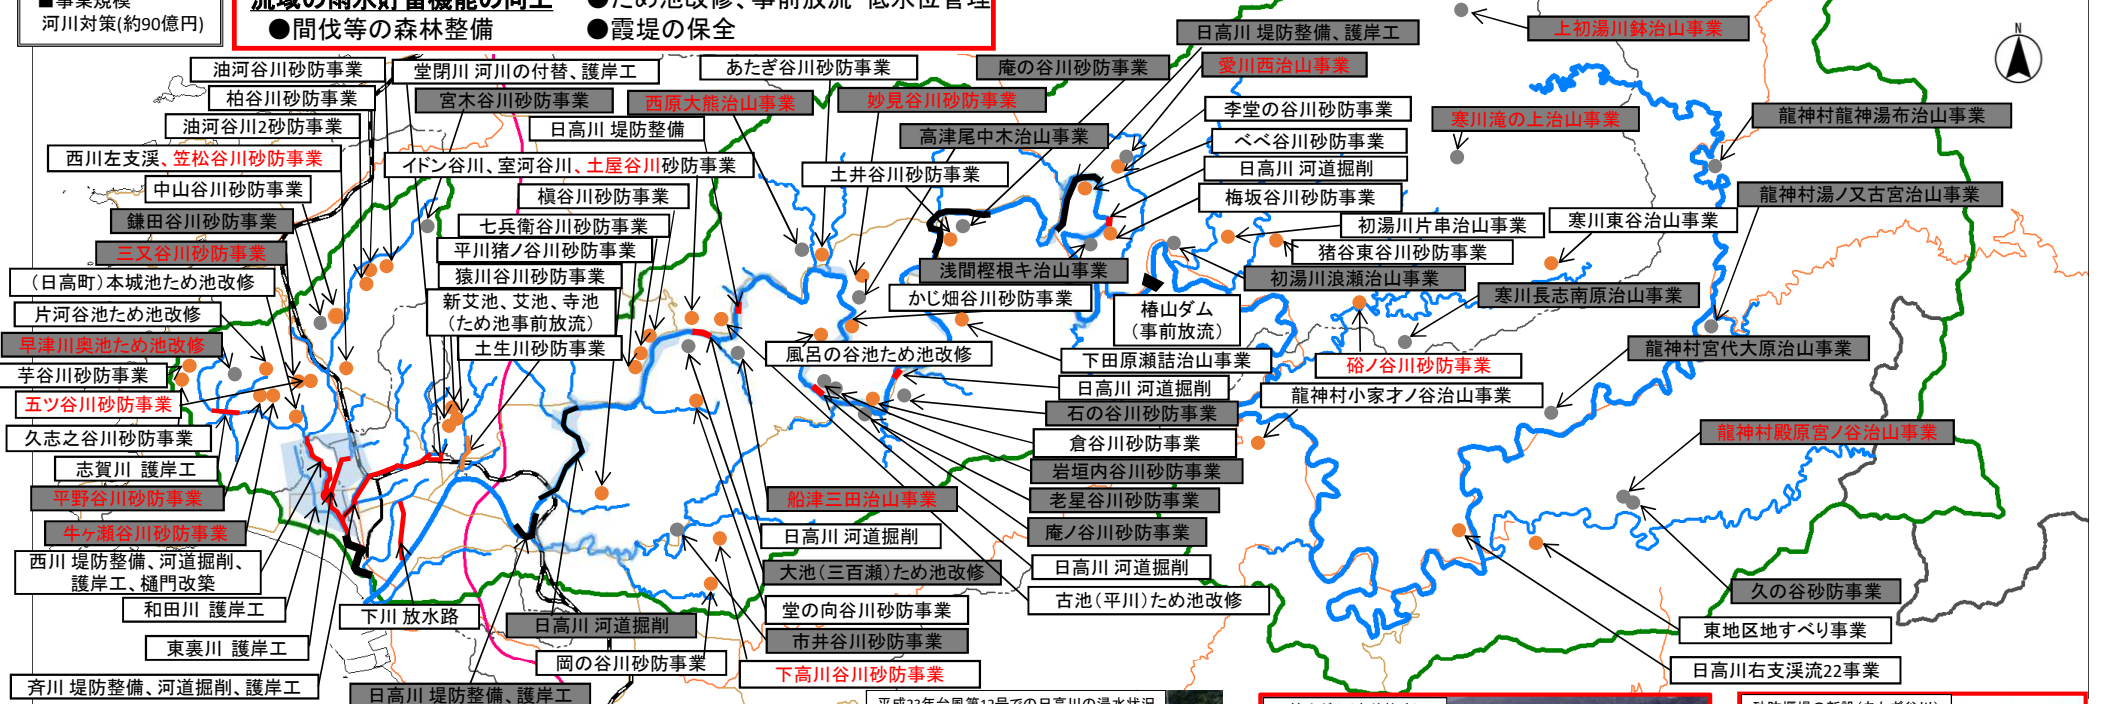 ■事業規模
河川対策(約90億円)
流域の雨水貯留機能の向上
●ため池改修、事前放流・低水位管理
●間伐等の森林整備
●霞堤の保全
N
油河谷川砂防事業
柏谷川砂防事業
油河谷川2砂防事業
西川左支渓、笠松谷川砂防事業
中山谷川砂防事業
鎌田谷川砂防事業
三又谷川砂防事業
(日高町)本城池ため池改修
片河谷池ため池改修
早津川奥池ため池改修
芋谷川砂防事業
五ツ谷川砂防事業
久志之谷川砂防事業
志賀川 護岸工
平野谷川砂防事業
牛ヶ瀬谷川砂防事業
西川 堤防整備、河道掘削、
護岸工、樋門改築
和田川 護岸工
東裏川 護岸工
斉川 堤防整備、河道掘削、護岸工
堂閉川 河川の付替、護岸工
宮木谷川砂防事業
日高川 堤防整備
イドン谷川、室河谷川、土屋谷川砂防事業
槇谷川砂防事業
七兵衛谷川砂防事業
平川猪ノ谷川砂防事業
猿川谷川砂防事業
新艾池、艾池、寺池
(ため池事前放流)
土生川砂防事業
下川 放水路
日高川 河道掘削
岡の谷川砂防事業
日高川 堤防整備、護岸工
あたぎ谷川砂防事業
西原大熊治山事業
妙見谷川砂防事業
庵の谷川砂防事業
高津尾中木治山事業
土井谷川砂防事業
浅間樫根キ治山事業
かじ畑谷川砂防事業
風呂の谷池ため池改修
船津三田治山事業
日高川 河道掘削
大池(三百瀬)ため池改修
堂の向谷川砂防事業
市井谷川砂防事業
下高川谷川砂防事業
日高川 堤防整備、護岸工
愛川西治山事業
李堂の谷川砂防事業
べべ谷川砂防事業
日高川 河道掘削
梅坂谷川砂防事業
初湯川片串治山事業
猪谷東谷川砂防事業
初湯川浪瀬治山事業
椿山ダム
(事前放流)
下田原瀬詰治山事業
日高川 河道掘削
石の谷川砂防事業
倉谷川砂防事業
岩垣内谷川砂防事業
老星谷川砂防事業
庵ノ谷川砂防事業
日高川 河道掘削
古池(平川)ため池改修
上初湯川鉢治山事業
寒川滝の上治山事業
龍神村龍神湯布治山事業
龍神村湯ノ又古宮治山事業
寒川東谷治山事業
寒川長志南原治山事業
龍神村宮代大原治山事業
硲ノ谷川砂防事業
龍神村小家才ノ谷治山事業
龍神村殿原宮ノ谷治山事業
久の谷砂防事業
東地区地すべり事業
日高川右支渓流22事業
平成23年台風第12号での日高川の浸水状況